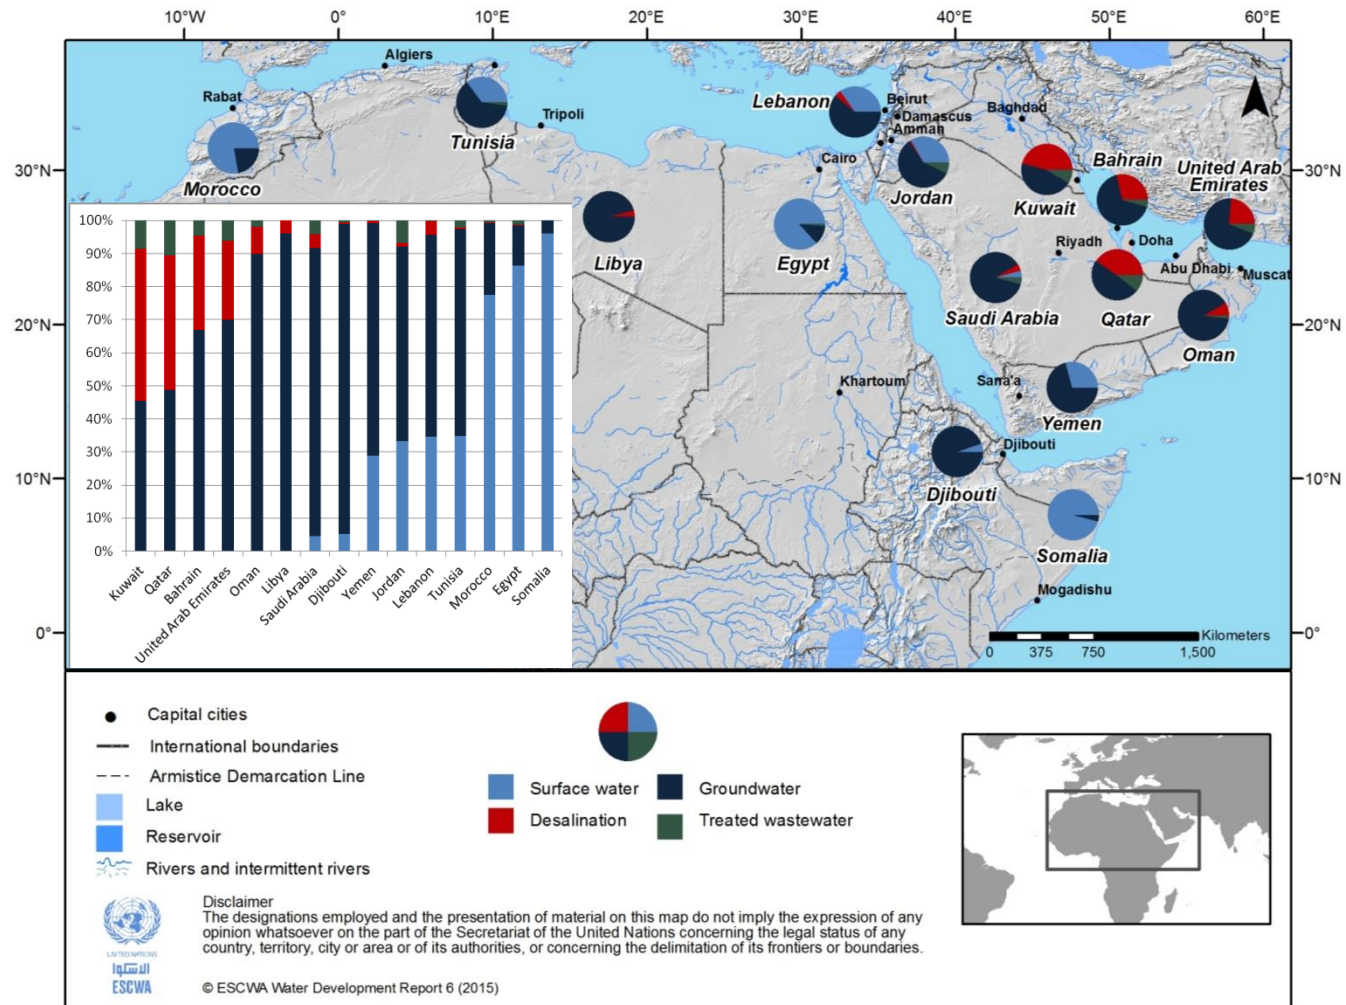 10°W 0° 10°E 20°E 30°E 40°E 50°E 60°E
Algiers
Rabat
Tunisia
Tripoli
Morocco
Lebanon
Beirut
Damascus
Amman
Baghdad
Cairo
Jordan
Kuwait
Bahrain
United Arab
Emirates
30°N
30°N
Libya
Egypt
Riyadh
Doha
Abu Dhabi
Muscat
Saudi Arabia
Qatar
Oman
20°N
20°N
Khartoum
Sana'a
Yemen
Djibouti
Djibouti
10°N
10°N
Somalia
Mogadishu
0°
0°
Kilometers
0 375 750 1,500
100%
90%
80%
70%
60%
50%
40%
30%
20%
10%
0%
Kuwait
Qatar
Bahrain
United Arab Emirates
Oman
Libya
Saudi Arabia
Djibouti
Yemen
Jordan
Lebanon
Tunisia
Morocco
Egypt
Somalia
Capital cities
International boundaries
Armistice Demarcation Line
Lake
Reservoir
Rivers and intermittent rivers
Surface water
Groundwater
Desalination
Treated wastewater
UNITED NATIONS
الاسكوا
ESCWA
Disclaimer
The designations employed and the presentation of material on this map do not imply the expression of any
opinion whatsoever on the part of the Secretariat of the United Nations concerning the legal status of any
country, territory, city or area or of its authorities, or concerning the delimitation of its frontiers or boundaries.
© ESCWA Water Development Report 6 (2015)